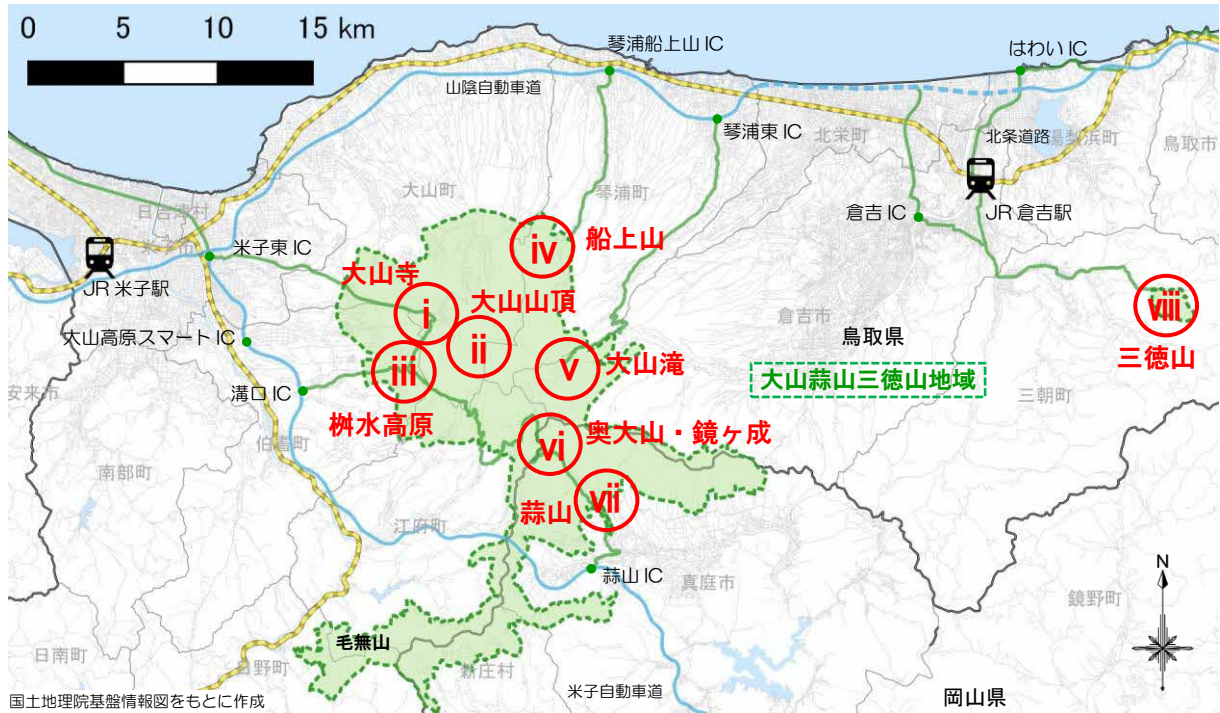 0 5 10 15 km
琴浦船上山 IC
はわい IC
山陰自動車道
琴浦東 IC
北栄町
北条道路
湯梨浜町
鳥取市
大山町
琴浦町
日吉津村
倉吉 IC
JR 倉吉駅
米子市
米子東 IC
iv
船上山
JR 米子駅
大山寺
i
大山山頂
ii
viii
三徳山
倉吉市
鳥取県
大山高原スマート IC
iii
v
大山滝
大山蒜山三徳山地域
三朝町
安来市
溝口 IC
桝水高原
伯耆町
vi
奥大山・鏡ヶ成
南部町
vii
蒜山
江府町
蒜山 IC
真庭市
N
鏡野町
毛無山
日南町
日野町
新庄村
米子自動車道
岡山県
国土地理院基盤情報図をもとに作成